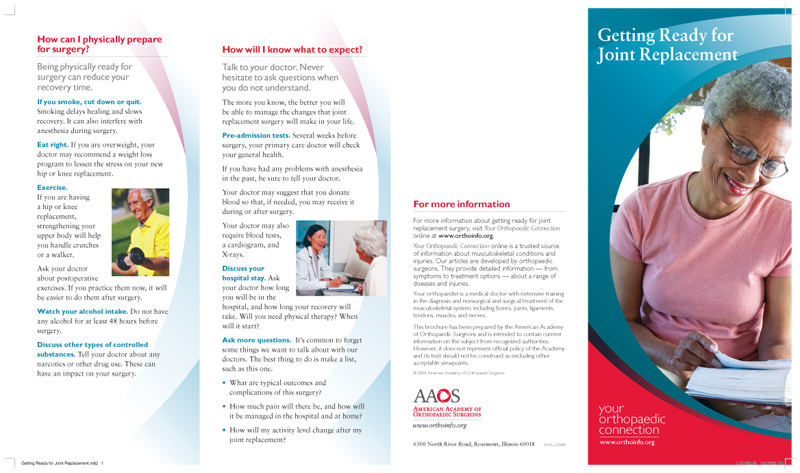 How can I physically prepare
for surgery?
Being physically ready for
surgery can reduce your
recovery time.
If you smoke, cut down or quit.
Smoking delays healing and slows
recovery. It can also interfere with
anesthesia during surgery.
Eat right. If you are overweight, your
doctor may recommend a weight loss
program to lessen the stress on your new
hip or knee replacement.
Exercise.
If you are having
a hip or knee
replacement,
strengthening your
upper body will help
you handle crutches
or a walker.
Ask your doctor
about postoperative
exercises. If you practice them now, it will
be easier to do them after surgery.
Watch your alcohol intake. Do not have
any alcohol for at least 48 hours before
surgery.
Discuss other types of controlled
substances. Tell your doctor about any
narcotics or other drug use. These can
have an impact on your surgery.
How will I know what to expect?
Talk to your doctor. Never
hesitate to ask questions when
you do not understand.
The more you know, the better you will
be able to manage the changes that joint
replacement surgery will make in your life.
Pre-admission tests. Several weeks before
surgery, your primary care doctor will check
your general health.
If you have had any problems with anesthesia
in the past, be sure to tell your doctor.
Your doctor may suggest that you donate
blood so that, if needed, you may receive it
during or after surgery.
Your doctor may also
require blood tests,
a cardiogram, and
X-rays.
Discuss your
hospital stay. Ask
your doctor how long
you will be in the
hospital, and how long your recovery will
take. Will you need physical therapy? When
will it start?
Ask more questions. It's common to forget
some things we want to talk about with our
doctors. The best thing to do is make a list,
such as this one.
• What are typical outcomes and
complications of this surgery?
• How much pain will there be, and how will
it be managed in the hospital and at home?
• How will my activity level change after my
joint replacement?
For more information
For more information about getting ready for joint
replacement surgery, visit Your Orthopaedic Connection
online at www.orthoinfo.org.
Your Orthopaedic Connection online is a trusted source
of information about musculoskeletal conditions and
injuries. Our articles are developed by orthopaedic
surgeons. They provide detailed information — from
symptoms to treatment options — about a range of
diseases and injuries.
Your orthopaedist is a medical doctor with extensive training
in the diagnosis and nonsurgical and surgical treatment of the
musculoskeletal system, including bones, joints, ligaments,
tendons, muscles, and nerves.
This brochure has been prepared by the American Academy
of Orthopaedic Surgeons and is intended to contain current
information on the subject from recognized authorities.
However, it does not represent official policy of the Academy
and its text should not be construed as excluding other
acceptable viewpoints.
American Academy of Orthopaedic Surgeons
AAOS
AMERICAN ACADEMY OF
ORTHOPAEDIC SURGEONS
www.orthoinfo.org
6300 North River Road, Rosemont, Illinois 60018
Getting Ready for
Joint Replacement
your
orthopaedic
connection
www.orthoinfo.org
Getting Ready for Joint Replacement.indd 1